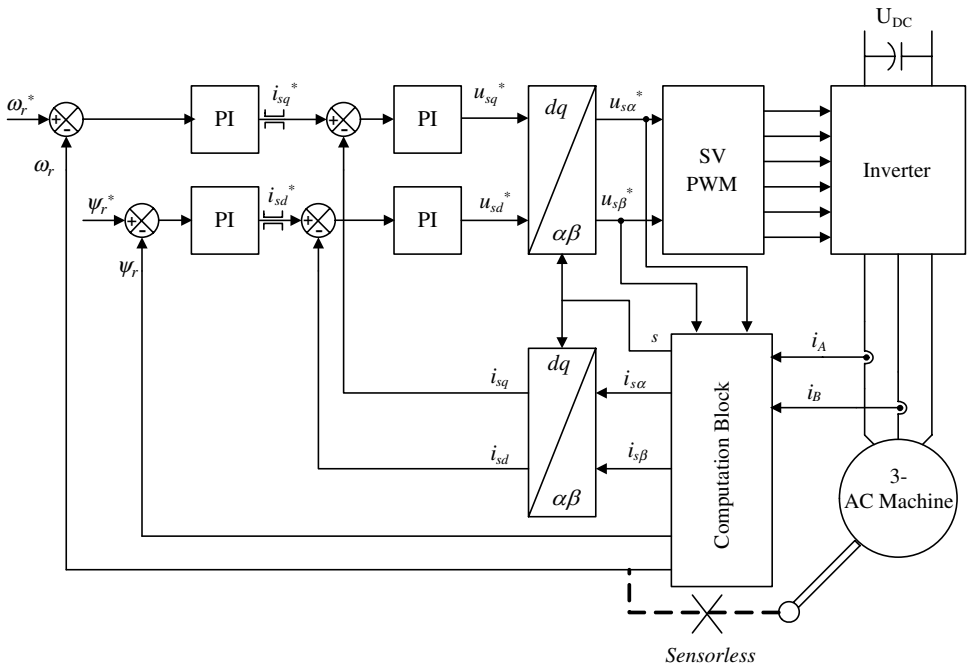 U_DC
ω_r*
+
-
PI
i_sq*
+
-
PI
u_sq*
dq
αβ
u_sα*
SV
PWM
Inverter
ω_r
ψ_r*
+
-
PI
i_sd*
+
-
PI
u_sd*
u_sβ*
ψ_r
s
i_A
i_sq
dq
αβ
i_sα
i_B
i_sd
i_sβ
Computation Block
3-
AC Machine
Sensorless